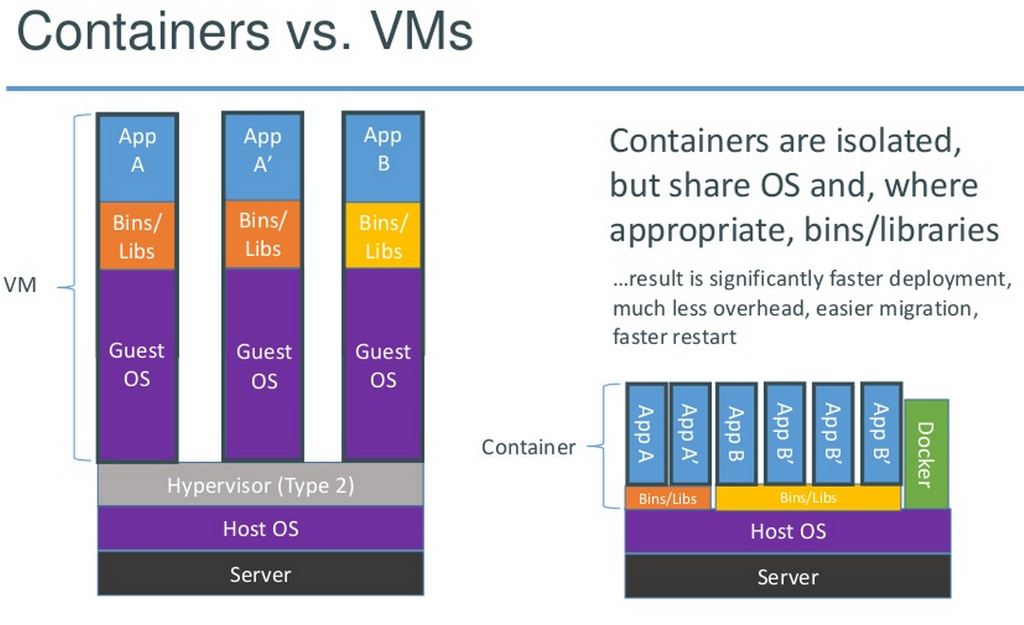 Containers vs. VMs
VM
App
A
Bins/
Libs
Guest
OS
App
A’
Bins/
Libs
Guest
OS
App
B
Bins/
Libs
Guest
OS
Hypervisor (Type 2)
Host OS
Server
Containers are isolated,
but share OS and, where
appropriate, bins/libraries
...result is significantly faster deployment,
much less overhead, easier migration,
faster restart
Container
App A
App A’
App B
App B’
App B’
App B’
Docker
Bins/Libs
Bins/Libs
Host OS
Server